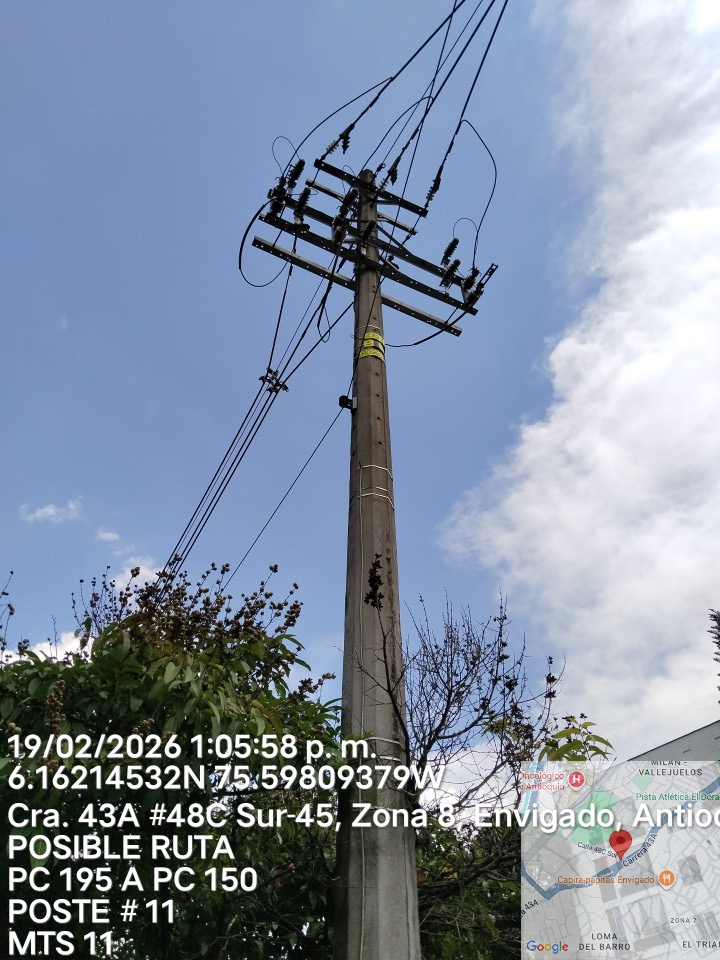 19/02/2026 1:05:58 p. m.
6.16214532N 75.59809379W
Cra. 43A #48C Sur-45, Zona 8, Envigado, Antioq
POSIBLE RUTA
PC 195 A PC 150
POSTE # 11
MTS 11
MILÁN -
VALLEJUELOS
Oncológico
y Antioquia
Pista Atlética El Dora
Calle 48C Sur
Carrera 43A
Capira papitas Envigado
43A
ZONA 7
LOMA
DEL BARRO
EL TRIAN
Google